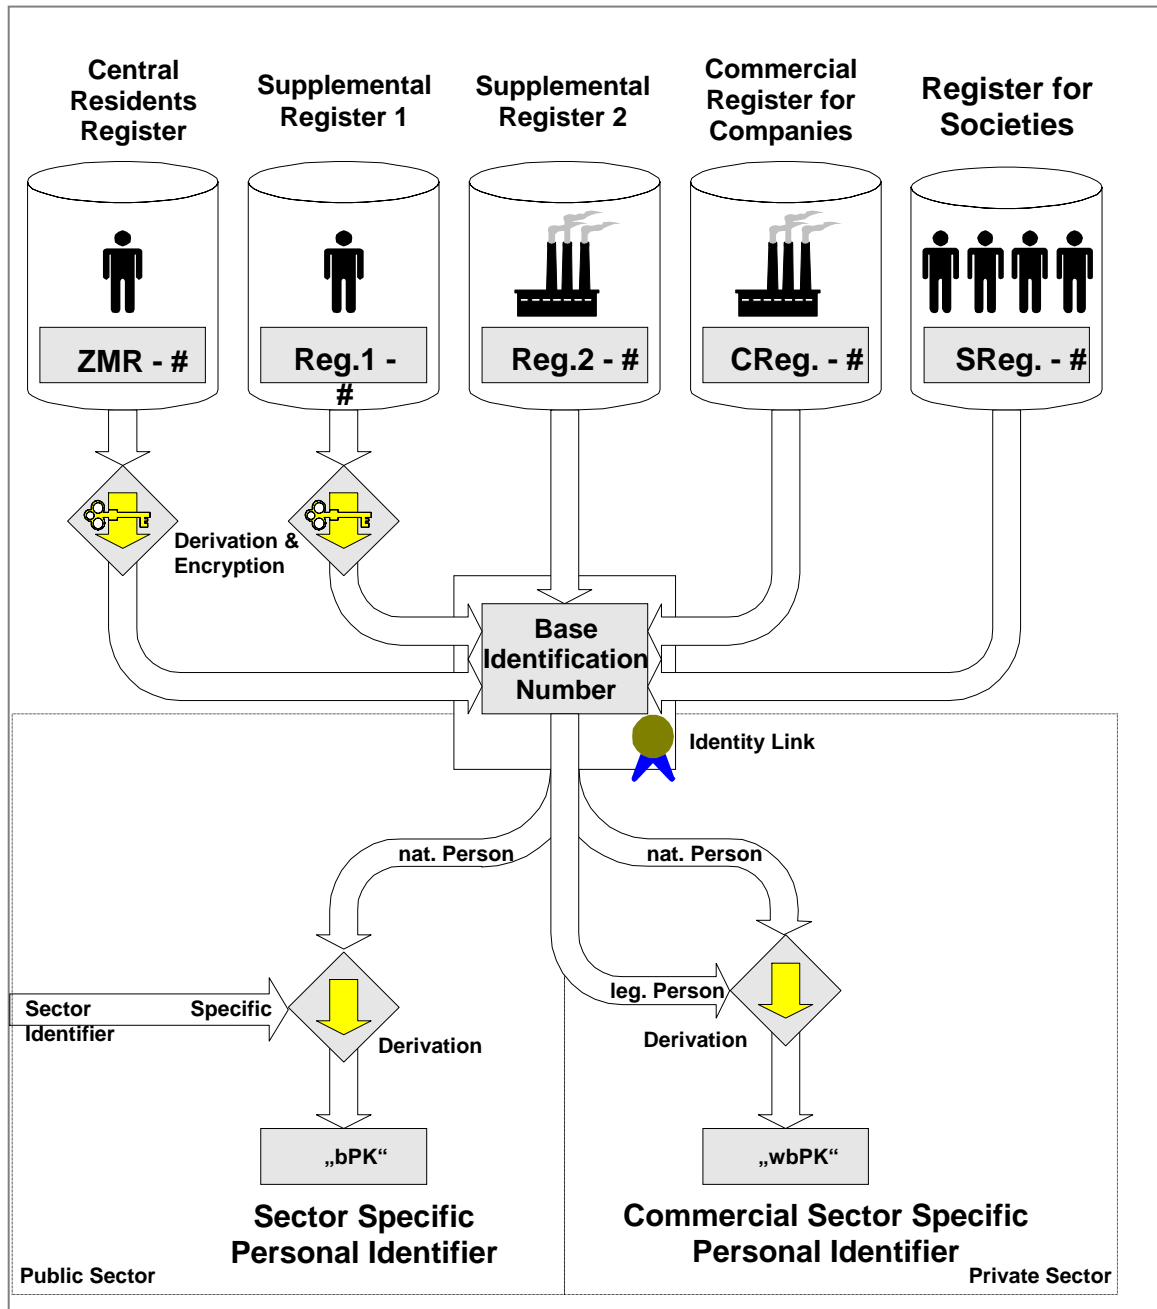 Central
Residents
Register
Supplemental
Register 1
Supplemental
Register 2
Commercial
Register for
Companies
Register for
Societies
ZMR - #
Reg.1 -
#
Reg.2 - #
CReg. - #
SReg. - #
Derivation &
Encryption
Base
Identification
Number
Identity Link
nat. Person
nat. Person
Sector Specific
Identifier
leg. Person
Derivation
Derivation
„bPK“
„wbPK“
Sector Specific
Personal Identifier
Commercial Sector Specific
Personal Identifier
Public Sector
Private Sector